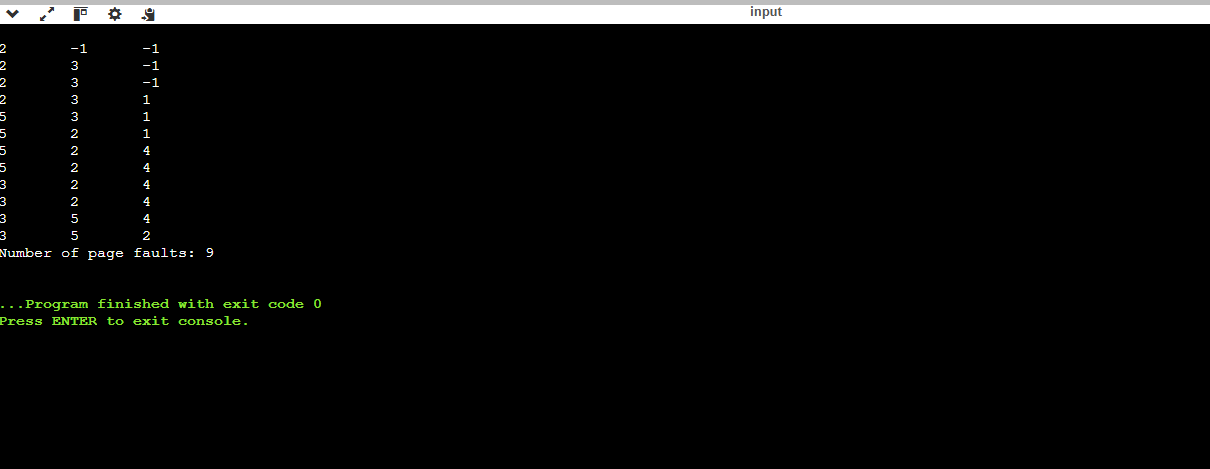 input
2 -1 -1
2 3 -1
2 3 -1
2 3 1
5 3 1
5 2 1
5 2 4
5 2 4
3 2 4
3 2 4
3 5 4
3 5 2
Number of page faults: 9
...Program finished with exit code 0
Press ENTER to exit console.